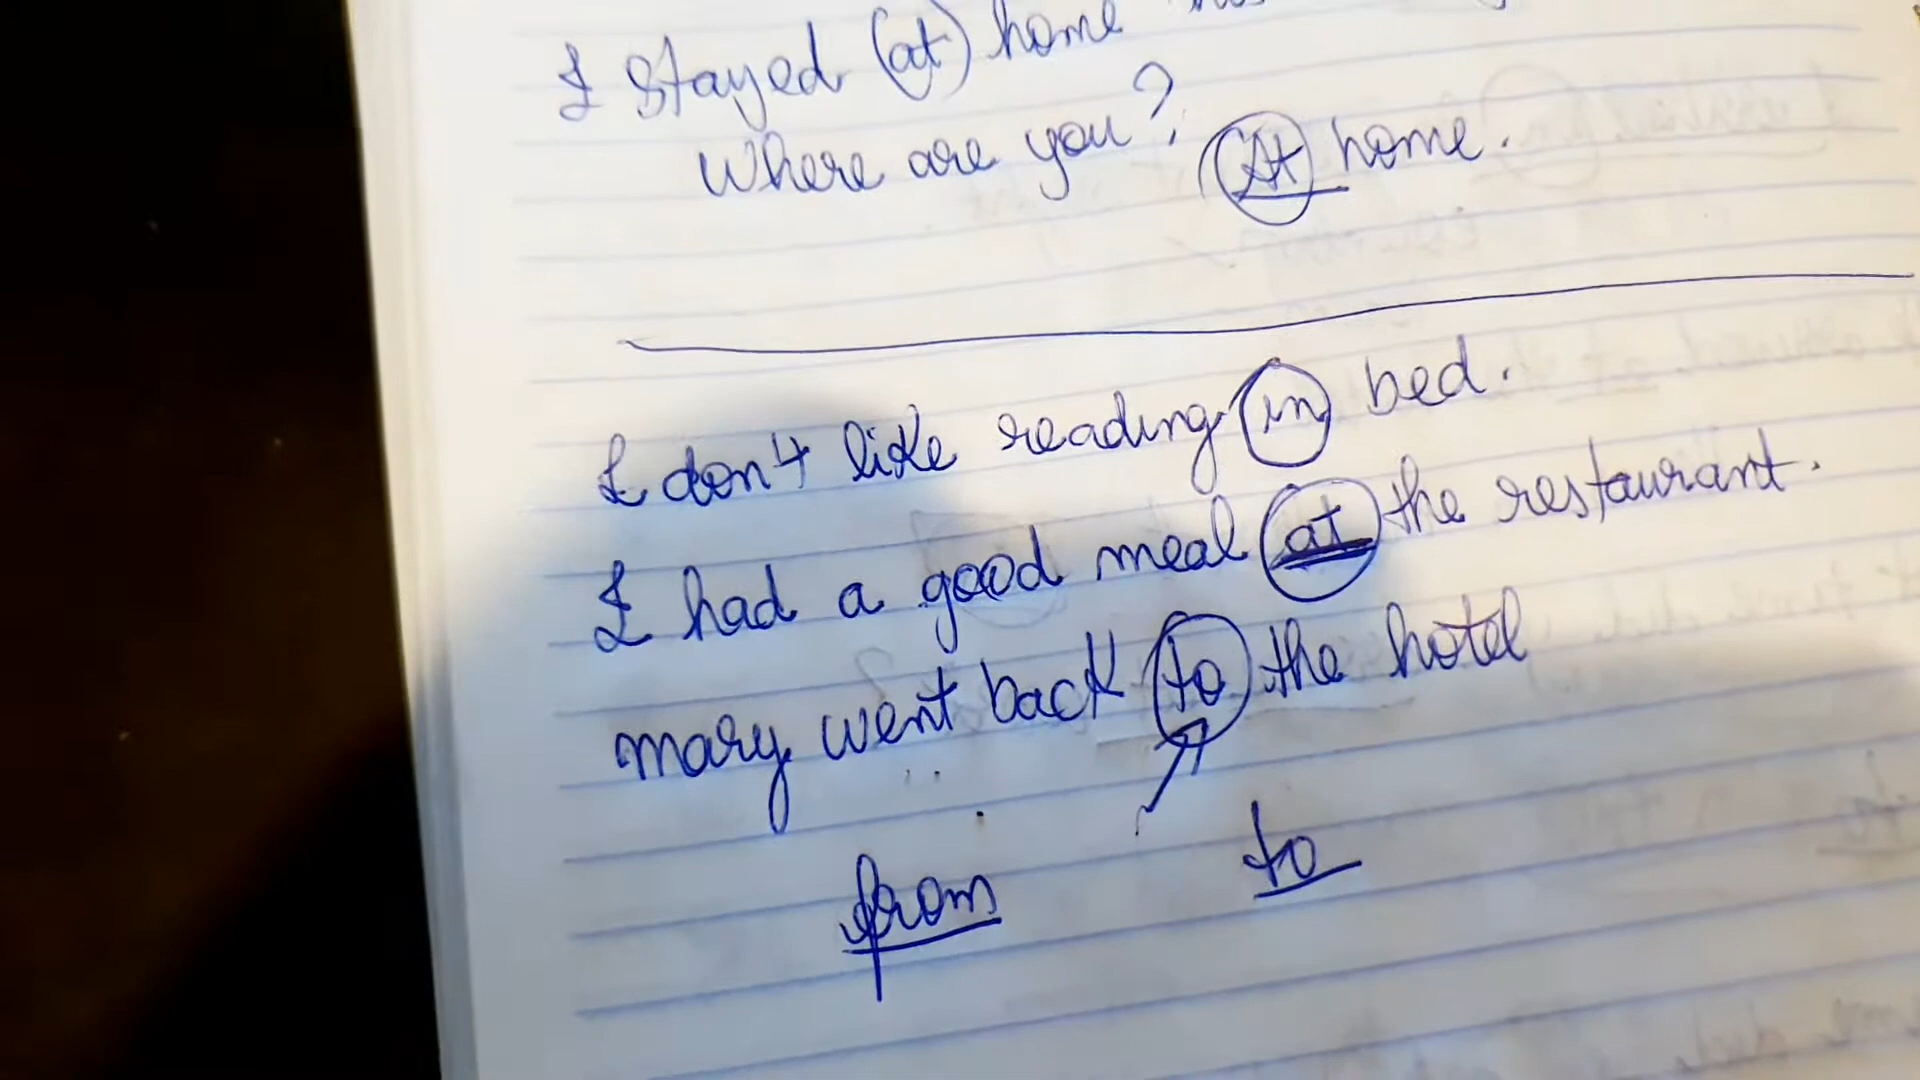 I stayed (at) home
Where are you? At home.
I don't like reading in bed.
I had a good meal at the restaurant.
mary went back to the hotel
from to